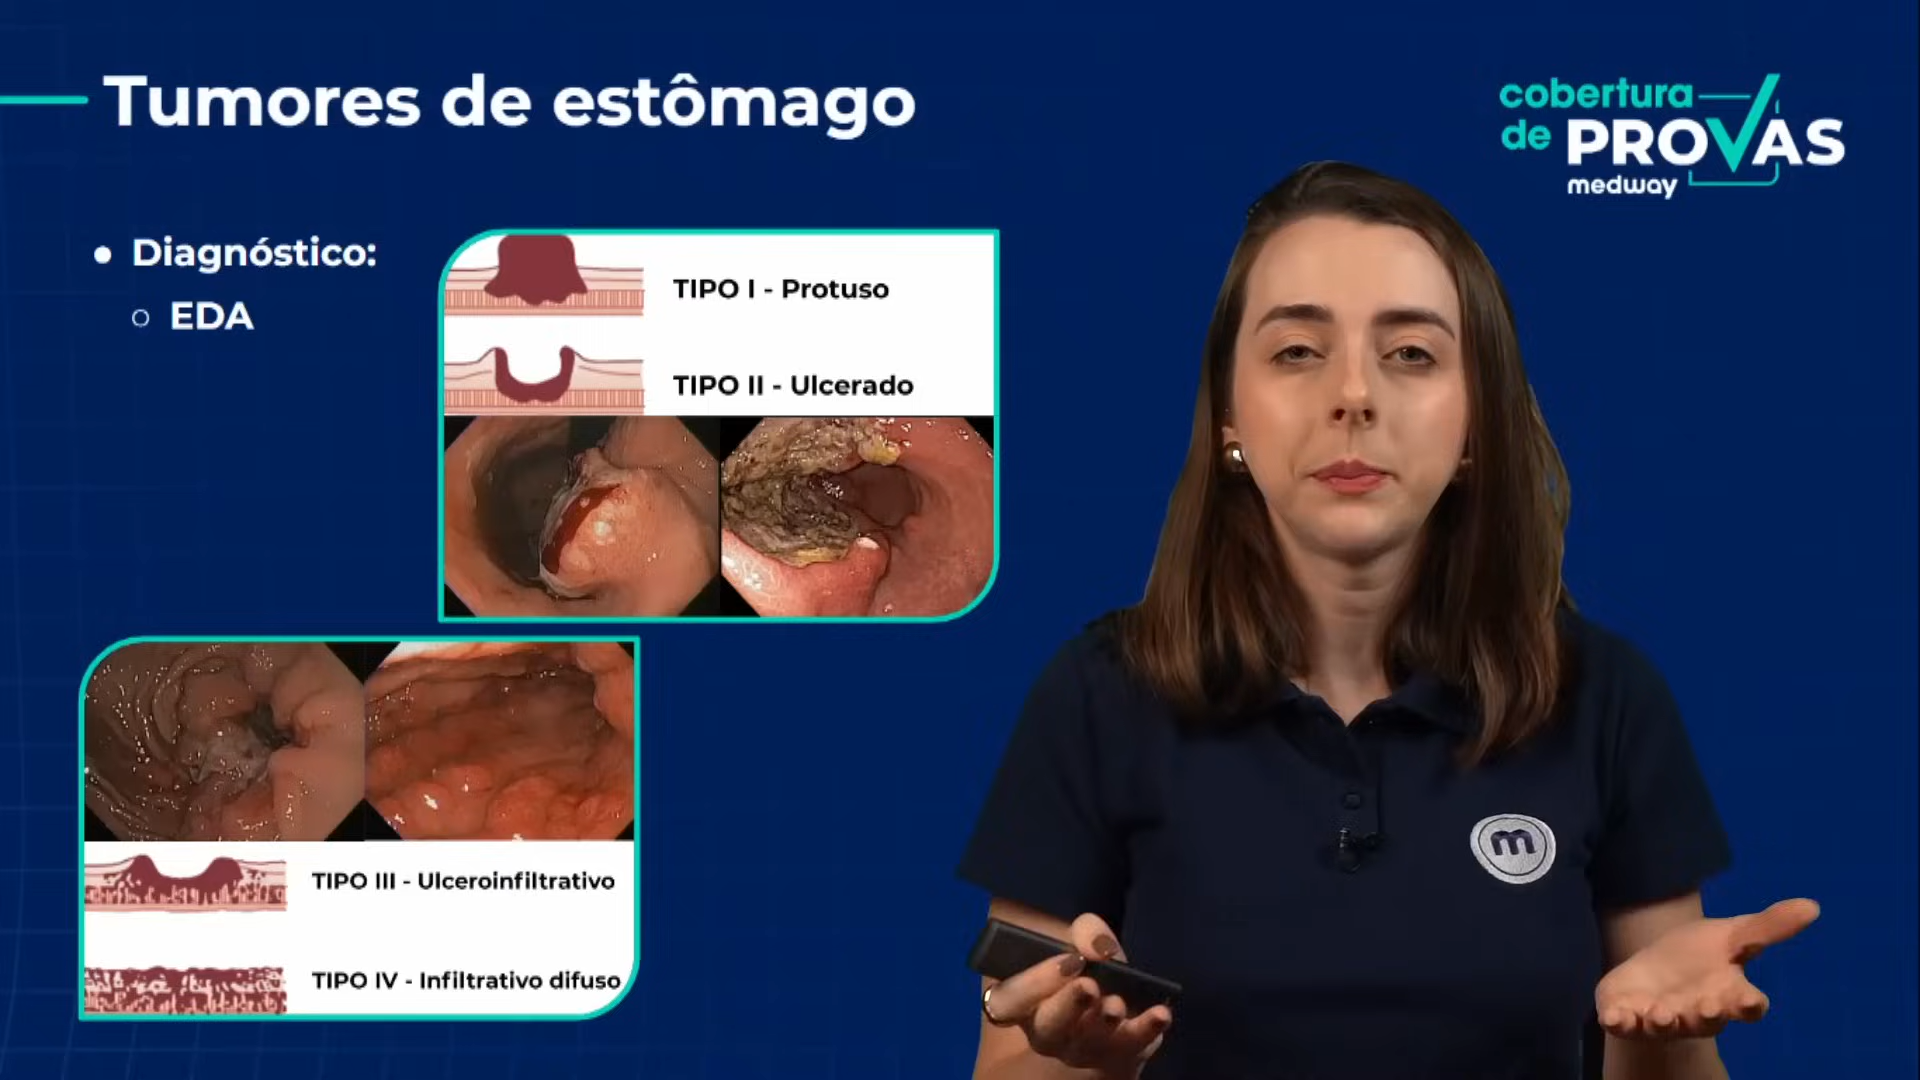 Tumores de estômago
cobertura
de PROVAS
medway
Diagnóstico:
EDA
TIPO I - Protuso
TIPO II - Ulcerado
TIPO III - Ulceroinfiltrativo
TIPO IV - Infiltrativo difuso
m